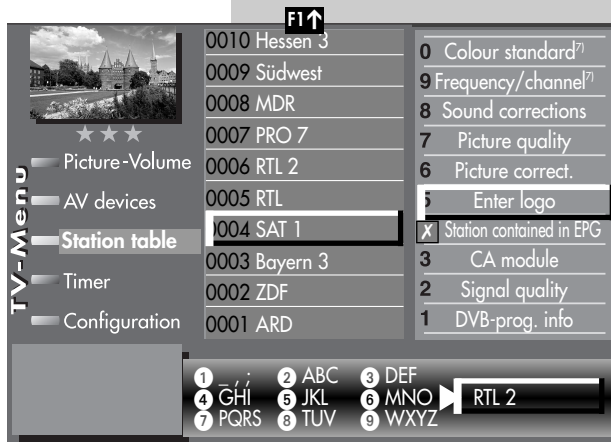 F1↑
TV-Menu
Picture-Volume
AV devices
Station table
Timer
Configuration
0010 Hessen 3
0009 Südwest
0008 MDR
0007 PRO 7
0006 RTL 2
0005 RTL
0004 SAT 1
0003 Bayern 3
0002 ZDF
0001 ARD
0 Colour standard7)
9 Frequency/channel7)
8 Sound corrections
7 Picture quality
6 Picture correct.
5 Enter logo
✗ Station contained in EPG
3 CA module
2 Signal quality
1 DVB-prog. info
1 _ , ; 2 ABC 3 DEF
4 GHI 5 JKL 6 MNO
7 PQRS 8 TUV 9 WXYZ
RTL 2